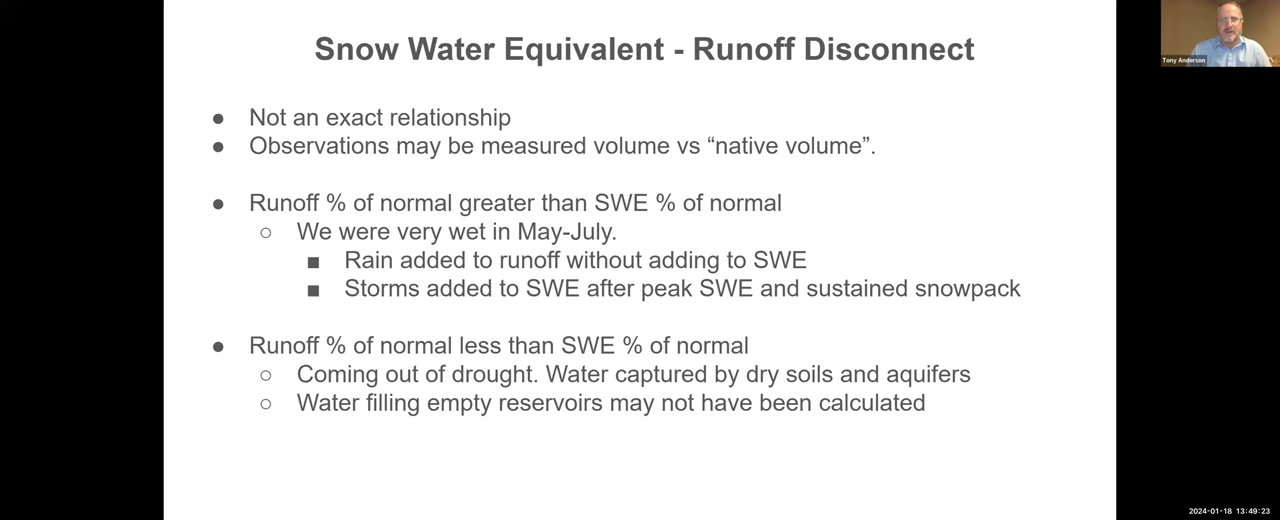 Snow Water Equivalent - Runoff Disconnect
Tony Anderson
● Not an exact relationship
● Observations may be measured volume vs “native volume”.
● Runoff % of normal greater than SWE % of normal
○ We were very wet in May-July.
■ Rain added to runoff without adding to SWE
■ Storms added to SWE after peak SWE and sustained snowpack
● Runoff % of normal less than SWE % of normal
○ Coming out of drought. Water captured by dry soils and aquifers
○ Water filling empty reservoirs may not have been calculated
2024-01-18 13:49:23